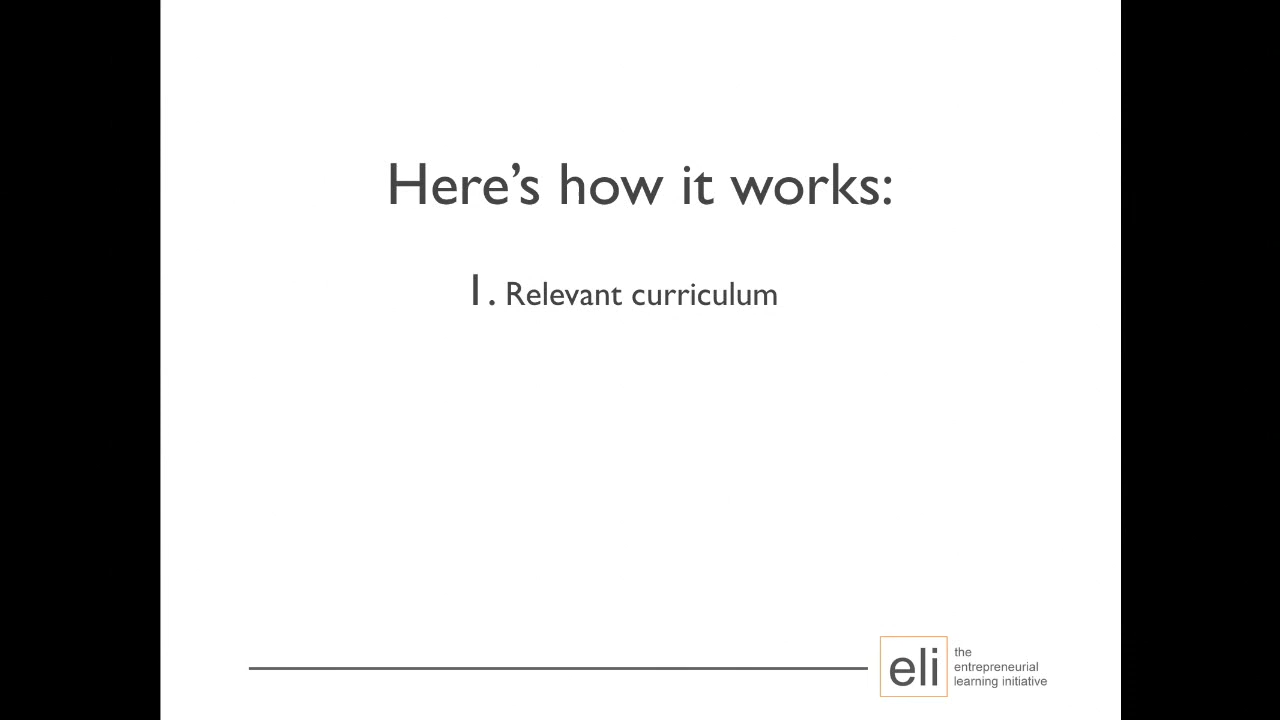 Here’s how it works:
1. Relevant curriculum
eli
the
entrepreneurial
learning initiative